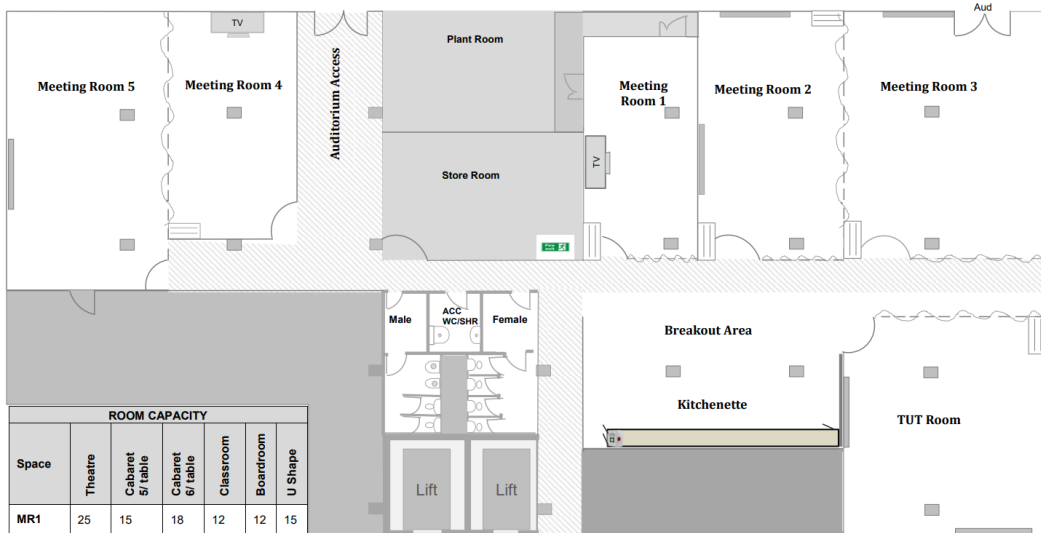 Aud
TV
Plant Room
Meeting Room 5
Meeting Room 4
Auditorium Access
Meeting
Room 1
Meeting Room 2
Meeting Room 3
TV
Store Room
Male
ACC
WC/SHR
Female
Breakout Area
Kitchenette
TUT Room
Lift
Lift
ROOM CAPACITY
Space
Theatre
Cabaret
5/ table
Cabaret
6/ table
Classroom
Boardroom
U Shape
MR1 25 15 18 12 12 15